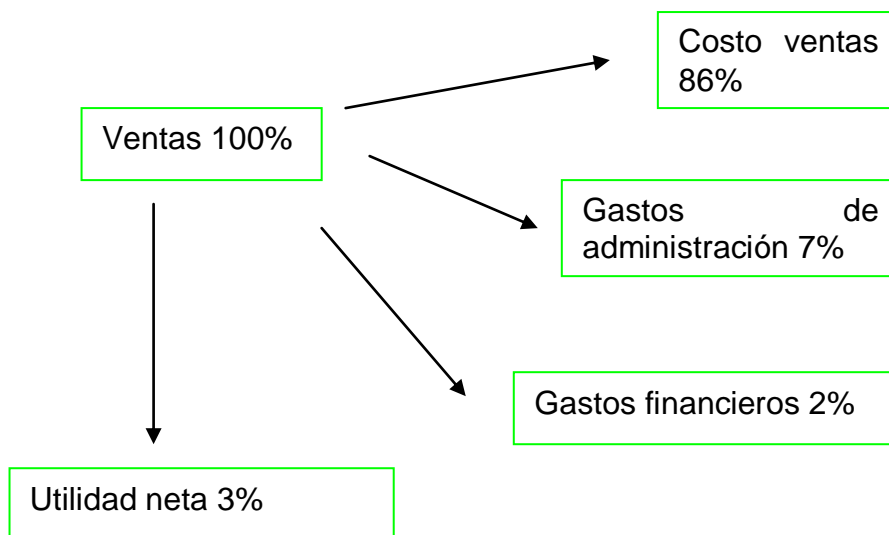 Costo ventas
86%
Ventas 100%
Gastos de
administración 7%
Gastos financieros 2%
Utilidad neta 3%